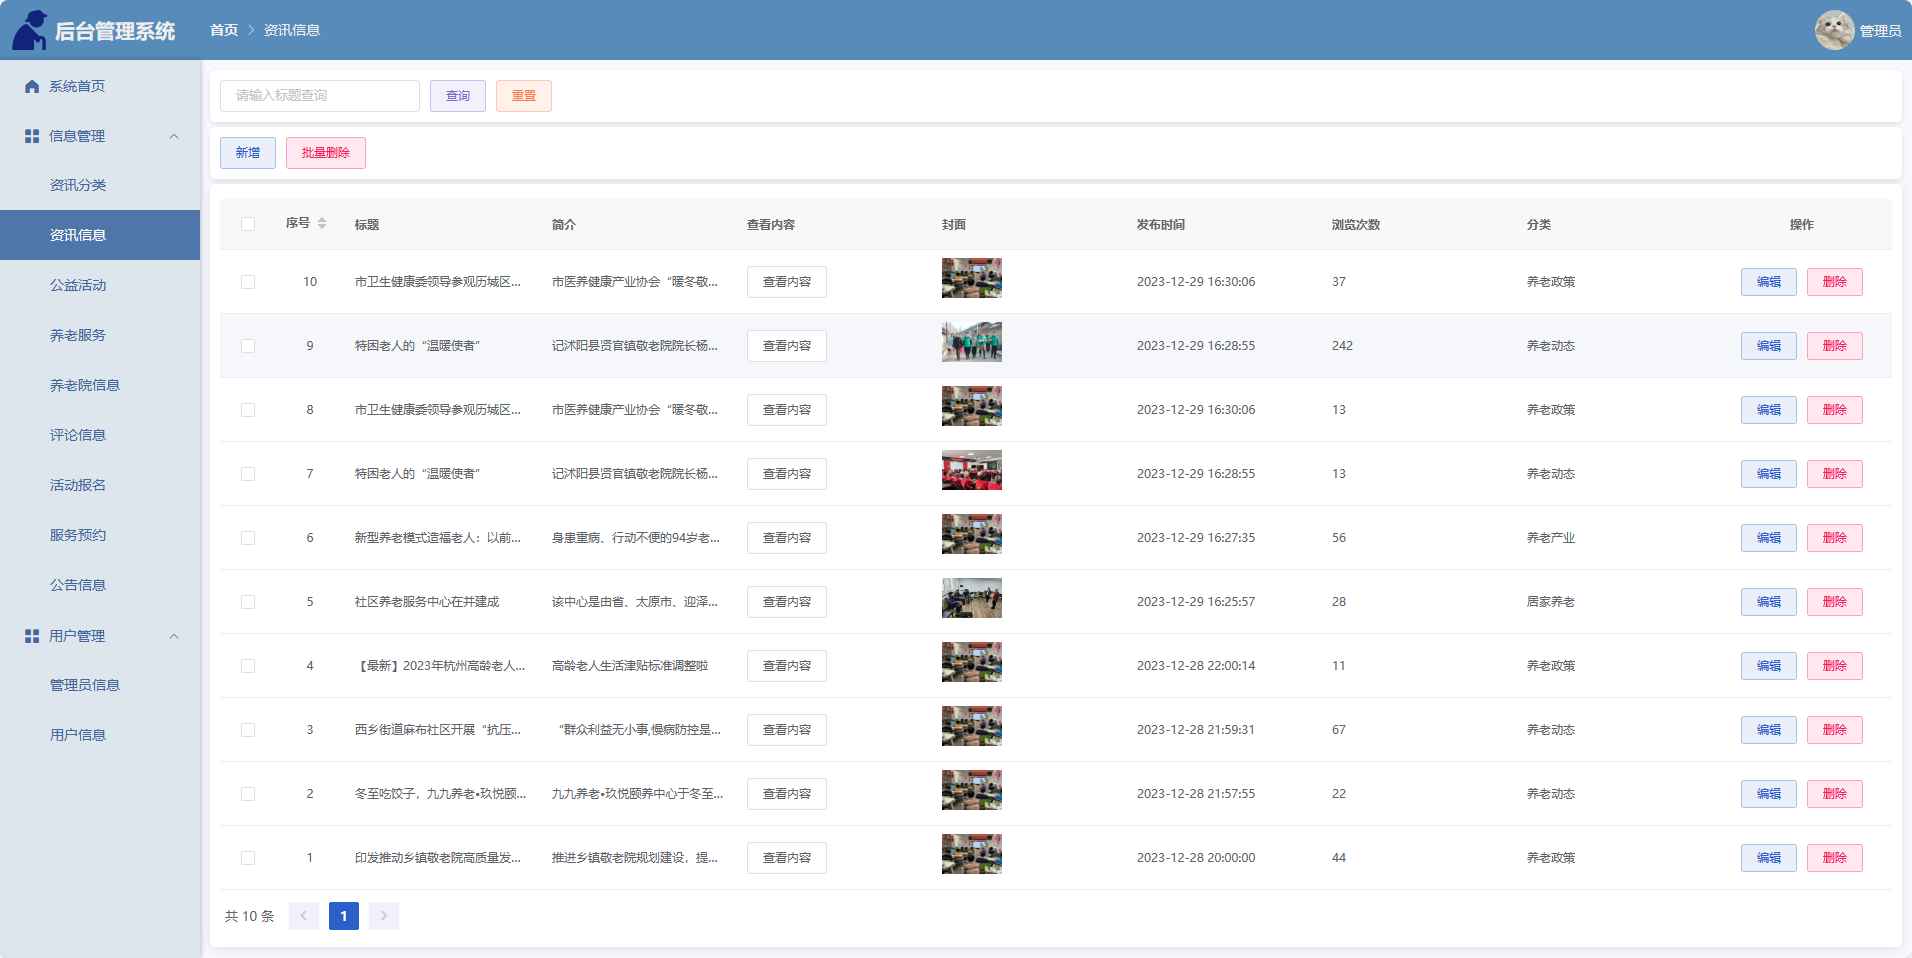 后台管理系统
首页 > 资讯信息
管理员
系统首页
信息管理
资讯分类
资讯信息
公益活动
养老服务
养老院信息
评论信息
活动报名
服务预约
公告信息
用户管理
管理员信息
用户信息
请输入标题查询 查询 重置
新增 批量删除
序号 标题 简介 查看内容 封面 发布时间 浏览次数 分类 操作
10 市卫生健康委领导参观历城区... 市医养健康产业协会“暖冬敬... 查看内容 2023-12-29 16:30:06 37 养老政策 编辑 删除
9 特困老人的“温暖使者” 记沭阳县贤官镇敬老院院长杨... 查看内容 2023-12-29 16:28:55 242 养老动态 编辑 删除
8 市卫生健康委领导参观历城区... 市医养健康产业协会“暖冬敬... 查看内容 2023-12-29 16:30:06 13 养老政策 编辑 删除
7 特困老人的“温暖使者” 记沭阳县贤官镇敬老院院长杨... 查看内容 2023-12-29 16:28:55 13 养老动态 编辑 删除
6 新型养老模式造福老人：以前... 身患重病、行动不便的94岁老... 查看内容 2023-12-29 16:27:35 56 养老产业 编辑 删除
5 社区养老服务中心在并建成 该中心是由省、太原市、迎泽... 查看内容 2023-12-29 16:25:57 28 居家养老 编辑 删除
4 【最新】2023年杭州高龄老人... 高龄老人生活津贴标准调整啦 查看内容 2023-12-28 22:00:14 11 养老政策 编辑 删除
3 西乡街道麻布社区开展“抗压... “群众利益无小事,慢病防控是... 查看内容 2023-12-28 21:59:31 67 养老动态 编辑 删除
2 冬至吃饺子，九九养老•玖悦颐... 九九养老•玖悦颐养中心于冬至... 查看内容 2023-12-28 21:57:55 22 养老动态 编辑 删除
1 印发推动乡镇敬老院高质量发... 推进乡镇敬老院规划建设，提... 查看内容 2023-12-28 20:00:00 44 养老政策 编辑 删除
共 10 条 < 1 >